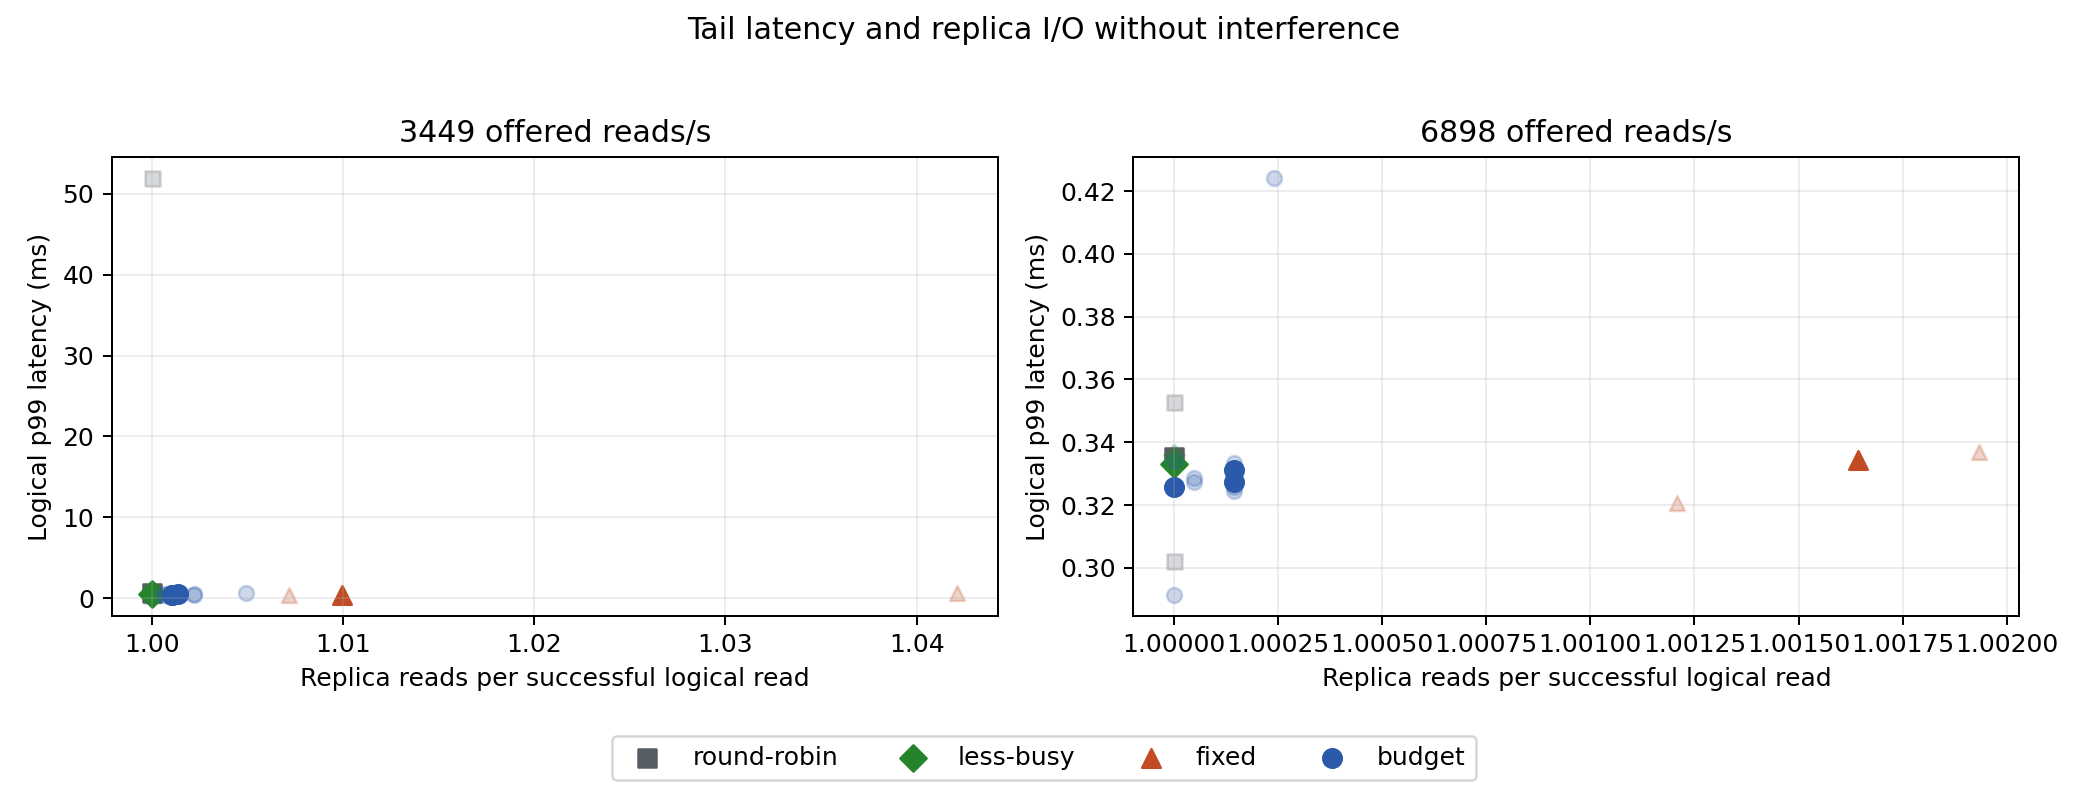 Tail latency and replica I/O without interference
3449 offered reads/s
Logical p99 latency (ms)
50
40
30
20
10
0
1.00 1.01 1.02 1.03 1.04
Replica reads per successful logical read
6898 offered reads/s
Logical p99 latency (ms)
0.42
0.40
0.38
0.36
0.34
0.32
0.30
1.00000 1.00025 1.00050 1.00075 1.00100 1.00125 1.00150 1.00175 1.00200
Replica reads per successful logical read
round-robin less-busy fixed budget